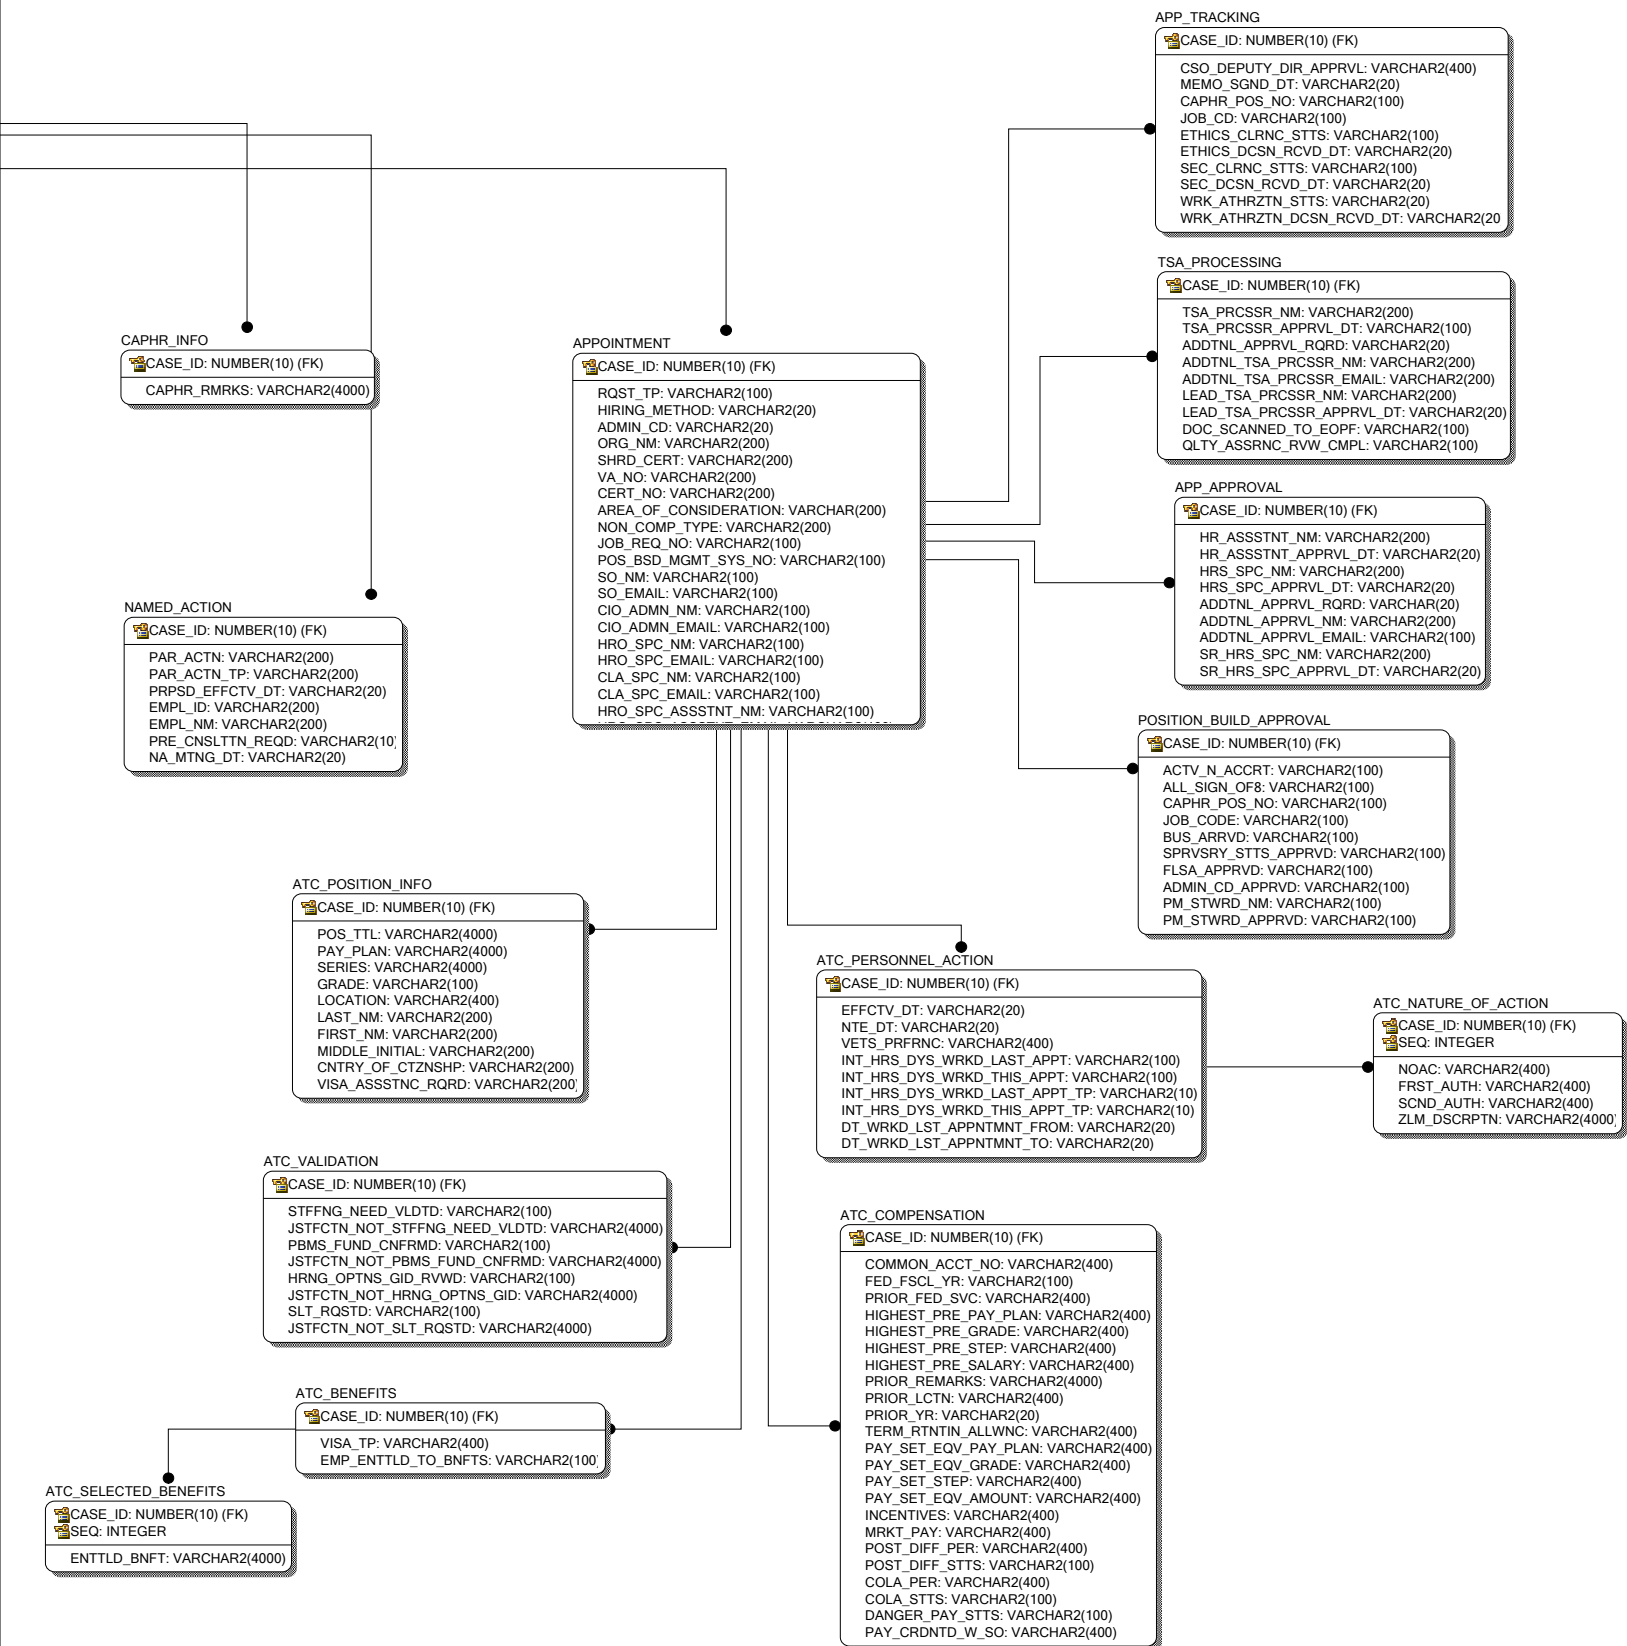 APP_TRACKING
CASE_ID: NUMBER(10) (FK)
CSO_DEPUTY_DIR_APPRVL: VARCHAR2(400)
MEMO_SGND_DT: VARCHAR2(20)
CAPHR_POS_NO: VARCHAR2(100)
JOB_CD: VARCHAR2(100)
ETHICS_CLRNC_STTS: VARCHAR2(100)
ETHICS_DCSN_RCVD_DT: VARCHAR2(20)
SEC_CLRNC_STTS: VARCHAR2(100)
SEC_DCSN_RCVD_DT: VARCHAR2(20)
WRK_ATHRZTN_STTS: VARCHAR2(20)
WRK_ATHRZTN_DCSN_RCVD_DT: VARCHAR2(20
TSA_PROCESSING
CASE_ID: NUMBER(10) (FK)
TSA_PRCSSR_NM: VARCHAR2(200)
TSA_PRCSSR_APPRVL_DT: VARCHAR2(100)
ADDTNL_APPRVL_RQRD: VARCHAR2(20)
ADDTNL_TSA_PRCSSR_NM: VARCHAR2(200)
ADDTNL_TSA_PRCSSR_EMAIL: VARCHAR2(200)
LEAD_TSA_PRCSSR_NM: VARCHAR2(200)
LEAD_TSA_PRCSSR_APPRVL_DT: VARCHAR2(20)
DOC_SCANNED_TO_EOPF: VARCHAR2(100)
QLTY_ASSRNC_RVW_CMPL: VARCHAR2(100)
CAPHR_INFO
CASE_ID: NUMBER(10) (FK)
CAPHR_RMRKS: VARCHAR2(4000)
APPOINTMENT
CASE_ID: NUMBER(10) (FK)
RQST_TP: VARCHAR2(100)
HIRING_METHOD: VARCHAR2(20)
ADMIN_CD: VARCHAR2(20)
ORG_NM: VARCHAR2(200)
SHRD_CERT: VARCHAR2(200)
VA_NO: VARCHAR2(200)
CERT_NO: VARCHAR2(200)
AREA_OF_CONSIDERATION: VARCHAR(200)
NON_COMP_TYPE: VARCHAR2(200)
JOB_REQ_NO: VARCHAR2(100)
POS_BSD_MGMT_SYS_NO: VARCHAR2(100)
SO_NM: VARCHAR2(100)
SO_EMAIL: VARCHAR2(100)
CIO_ADMN_NM: VARCHAR2(100)
CIO_ADMN_EMAIL: VARCHAR2(100)
HRO_SPC_NM: VARCHAR2(100)
HRO_SPC_EMAIL: VARCHAR2(100)
CLA_SPC_NM: VARCHAR2(100)
CLA_SPC_EMAIL: VARCHAR2(100)
HRO_SPC_ASSSTNT_NM: VARCHAR2(100)
APP_APPROVAL
CASE_ID: NUMBER(10) (FK)
HR_ASSSTNT_NM: VARCHAR2(200)
HR_ASSSTNT_APPRVL_DT: VARCHAR2(20)
HRS_SPC_NM: VARCHAR2(200)
HRS_SPC_APPRVL_DT: VARCHAR2(20)
ADDTNL_APPRVL_RQRD: VARCHAR(20)
ADDTNL_APPRVL_NM: VARCHAR2(200)
ADDTNL_APPRVL_EMAIL: VARCHAR2(100)
SR_HRS_SPC_NM: VARCHAR2(200)
SR_HRS_SPC_APPRVL_DT: VARCHAR2(20)
NAMED_ACTION
CASE_ID: NUMBER(10) (FK)
PAR_ACTN: VARCHAR2(200)
PAR_ACTN_TP: VARCHAR2(200)
PRPSD_EFFCTV_DT: VARCHAR2(20)
EMPL_ID: VARCHAR2(200)
EMPL_NM: VARCHAR2(200)
PRE_CNSLTTN_REQD: VARCHAR2(10)
NA_MTNG_DT: VARCHAR2(20)
POSITION_BUILD_APPROVAL
CASE_ID: NUMBER(10) (FK)
ACTV_N_ACCRT: VARCHAR2(100)
ALL_SIGN_OF8: VARCHAR2(100)
CAPHR_POS_NO: VARCHAR2(100)
JOB_CODE: VARCHAR2(100)
BUS_ARRVD: VARCHAR2(100)
SPRVSRY_STTS_APPRVD: VARCHAR2(100)
FLSA_APPRVD: VARCHAR2(100)
ADMIN_CD_APPRVD: VARCHAR2(100)
PM_STWRD_NM: VARCHAR2(100)
PM_STWRD_APPRVD: VARCHAR2(100)
ATC_POSITION_INFO
CASE_ID: NUMBER(10) (FK)
POS_TTL: VARCHAR2(4000)
PAY_PLAN: VARCHAR2(4000)
SERIES: VARCHAR2(4000)
GRADE: VARCHAR2(100)
LOCATION: VARCHAR2(400)
LAST_NM: VARCHAR2(200)
FIRST_NM: VARCHAR2(200)
MIDDLE_INITIAL: VARCHAR2(200)
CNTRY_OF_CTZNSHP: VARCHAR2(200)
VISA_ASSSTNC_RQRD: VARCHAR2(200)
ATC_PERSONNEL_ACTION
CASE_ID: NUMBER(10) (FK)
EFFCTV_DT: VARCHAR2(20)
NTE_DT: VARCHAR2(20)
VETS_PRFRNC: VARCHAR2(400)
INT_HRS_DYS_WRKD_LAST_APPT: VARCHAR2(100)
INT_HRS_DYS_WRKD_THIS_APPT: VARCHAR2(100)
INT_HRS_DYS_WRKD_LAST_APPT_TP: VARCHAR2(10)
INT_HRS_DYS_WRKD_THIS_APPT_TP: VARCHAR2(10)
DT_WRKD_LST_APPNTMNT_FROM: VARCHAR2(20)
DT_WRKD_LST_APPNTMNT_TO: VARCHAR2(20)
ATC_NATURE_OF_ACTION
CASE_ID: NUMBER(10) (FK)
SEQ: INTEGER
NOAC: VARCHAR2(400)
FRST_AUTH: VARCHAR2(400)
SCND_AUTH: VARCHAR2(400)
ZLM_DSCRPTN: VARCHAR2(4000)
ATC_VALIDATION
CASE_ID: NUMBER(10) (FK)
STFFNG_NEED_VLDTD: VARCHAR2(100)
JSTFCTN_NOT_STFFNG_NEED_VLDTD: VARCHAR2(4000)
PBMS_FUND_CNFRMD: VARCHAR2(100)
JSTFCTN_NOT_PBMS_FUND_CNFRMD: VARCHAR2(4000)
HRNG_OPTNS_GID_RVWD: VARCHAR2(100)
JSTFCTN_NOT_HRNG_OPTNS_GID: VARCHAR2(4000)
SLT_RQSTD: VARCHAR2(100)
JSTFCTN_NOT_SLT_RQSTD: VARCHAR2(4000)
ATC_COMPENSATION
CASE_ID: NUMBER(10) (FK)
COMMON_ACCT_NO: VARCHAR2(400)
FED_FSCL_YR: VARCHAR2(100)
PRIOR_FED_SVC: VARCHAR2(400)
HIGHEST_PRE_PAY_PLAN: VARCHAR2(400)
HIGHEST_PRE_GRADE: VARCHAR2(400)
HIGHEST_PRE_STEP: VARCHAR2(400)
HIGHEST_PRE_SALARY: VARCHAR2(400)
PRIOR_REMARKS: VARCHAR2(4000)
PRIOR_LCTN: VARCHAR2(400)
PRIOR_YR: VARCHAR2(20)
TERM_RTNTIN_ALLWNC: VARCHAR2(400)
PAY_SET_EQV_PAY_PLAN: VARCHAR2(400)
PAY_SET_EQV_GRADE: VARCHAR2(400)
PAY_SET_STEP: VARCHAR2(400)
PAY_SET_EQV_AMOUNT: VARCHAR2(400)
INCENTIVES: VARCHAR2(400)
MRKT_PAY: VARCHAR2(400)
POST_DIFF_PER: VARCHAR2(400)
POST_DIFF_STTS: VARCHAR2(100)
COLA_PER: VARCHAR2(400)
COLA_STTS: VARCHAR2(100)
DANGER_PAY_STTS: VARCHAR2(100)
PAY_CRDNTD_W_SO: VARCHAR2(400)
ATC_BENEFITS
CASE_ID: NUMBER(10) (FK)
VISA_TP: VARCHAR2(400)
EMP_ENTTLD_TO_BNFTS: VARCHAR2(100)
ATC_SELECTED_BENEFITS
CASE_ID: NUMBER(10) (FK)
SEQ: INTEGER
ENTTLD_BNFT: VARCHAR2(4000)